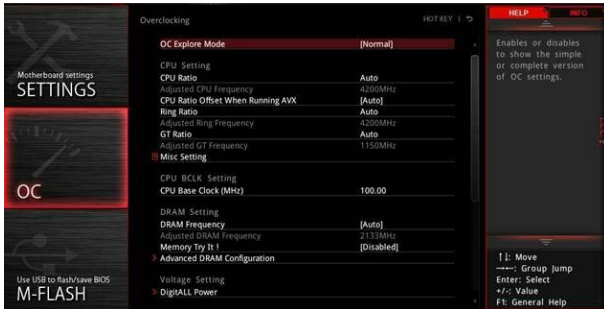 Overclocking
HOT KEY |
HELP
INFO
OC Explore Mode [Normal]
CPU Setting
CPU Ratio Auto
Adjusted CPU Frequency 4200MHz
CPU Ratio Offset When Running AVX [Auto]
Ring Ratio Auto
Adjusted Ring Frequency 4200MHz
GT Ratio Auto
Adjusted GT Frequency 1150MHz
Misc Setting
CPU BCLK Setting
CPU Base Clock (MHz) 100.00
DRAM Setting
DRAM Frequency [Auto]
Adjusted DRAM Frequency 2133MHz
Memory Try It ! [Disabled]
> Advanced DRAM Configuration
Voltage Setting
> DigitALL Power
Motherboard settings
SETTINGS
OC
Use USB to flash/save BIOS
M-FLASH
Enables or disables
to show the simple
or complete version
of OC settings.
↑↓: Move
→←: Group Jump
Enter: Select
+/-: Value
F1: General Help